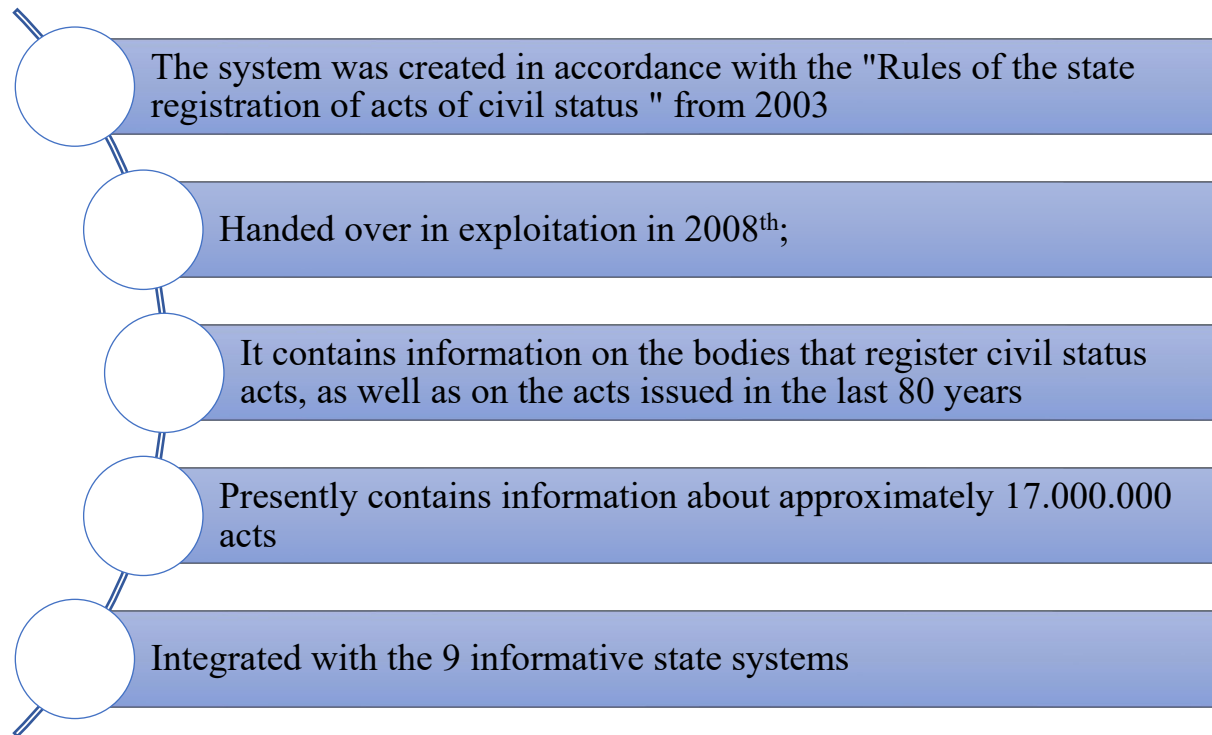 The system was created in accordance with the "Rules of the state
registration of acts of civil status " from 2003
Handed over in exploitation in 2008th;
It contains information on the bodies that register civil status
acts, as well as on the acts issued in the last 80 years
Presently contains information about approximately 17.000.000
acts
Integrated with the 9 informative state systems